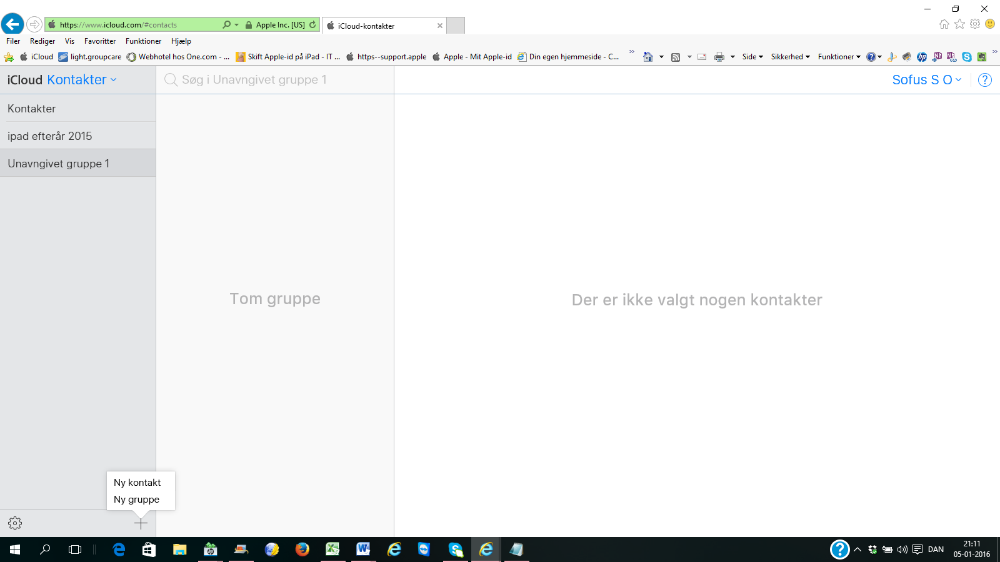 https://www.icloud.com/#contacts
Apple Inc. [US]
iCloud-kontakter
Filer Rediger Vis Favoritter Funktioner Hjælp
iCloud light.groupcare Webhotel hos One.com - ... Skift Apple-id på iPad - IT ... https--support.apple Apple - Mit Apple-id Din egen hjemmeside - C... » Side Sikkerhed Funktioner »
iCloud Kontakter
Søg i Unavngivet gruppe 1
Sofus S O
?
Kontakter
ipad efterår 2015
Unavngivet gruppe 1
Tom gruppe
Der er ikke valgt nogen kontakter
Ny kontakt
Ny gruppe
DAN
21:11
05-01-2016